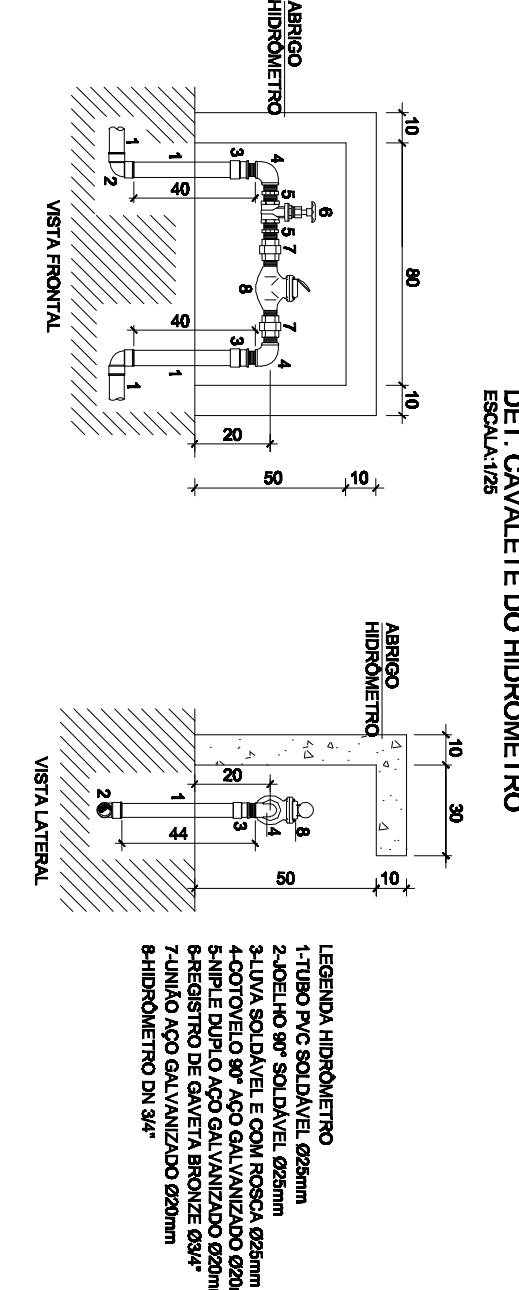 DET. CAVALETE DO HIDROMETRO
ESCALA:1/25
ABRIGO
HIDRÔMETRO
10
80
10
4
3
1
1
2
40
5
6
5
7
8
7
4
3
40
1
1
20
50
10
VISTA FRONTAL
ABRIGO
HIDRÔMETRO
10
30
20
1
2
3
4
8
44
50
10
VISTA LATERAL
LEGENDA HIDRÔMETRO
1-TUBO PVC SOLDÁVEL Ø25mm
2-JOELHO 90° SOLDÁVEL Ø25mm
3-LUVA SOLDÁVEL E COM ROSCA Ø25mm
4-COTOVELO 90° AÇO GALVANIZADO Ø20
5-NIPLE DUPLO AÇO GALVANIZADO Ø20m
6-REGISTRO DE GAVETA BRONZE Ø3/4"
7-UNIÃO AÇO GALVANIZADO Ø20mm
8-HIDRÔMETRO DN 3/4"